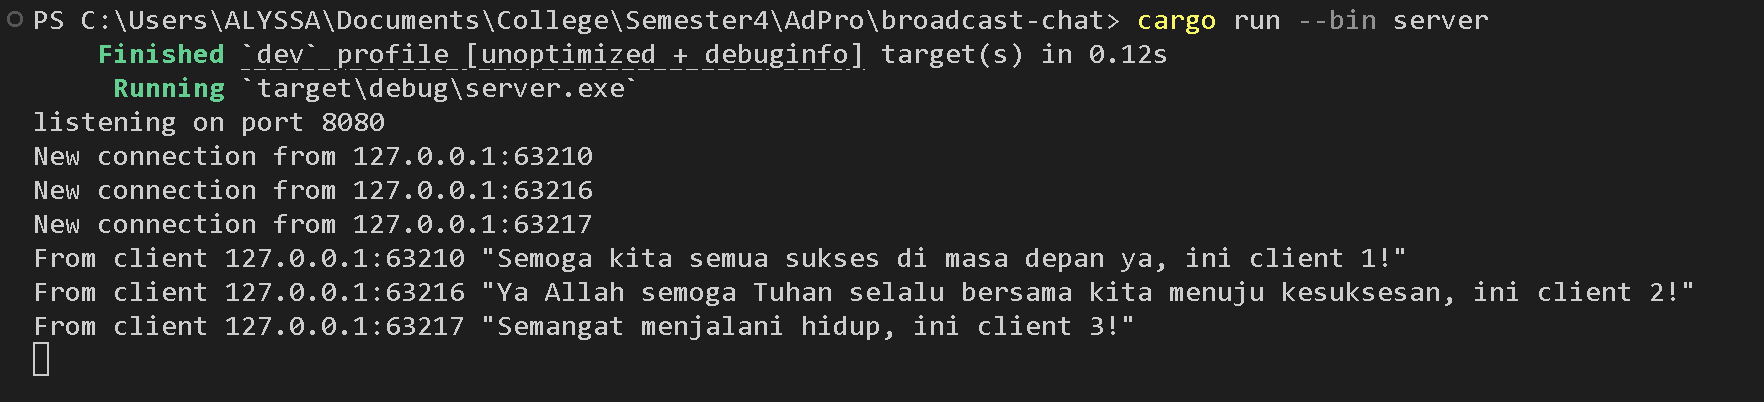 PS C:\Users\ALYSSA\Documents\College\Semester4\AdPro\broadcast-chat> cargo run --bin server
Finished `dev` profile [unoptimized + debuginfo] target(s) in 0.12s
Running `target\debug\server.exe`
listening on port 8080
New connection from 127.0.0.1:63210
New connection from 127.0.0.1:63216
New connection from 127.0.0.1:63217
From client 127.0.0.1:63210 "Semoga kita semua sukses di masa depan ya, ini client 1!"
From client 127.0.0.1:63216 "Ya Allah semoga Tuhan selalu bersama kita menuju kesuksesan, ini client 2!"
From client 127.0.0.1:63217 "Semangat menjalani hidup, ini client 3!"